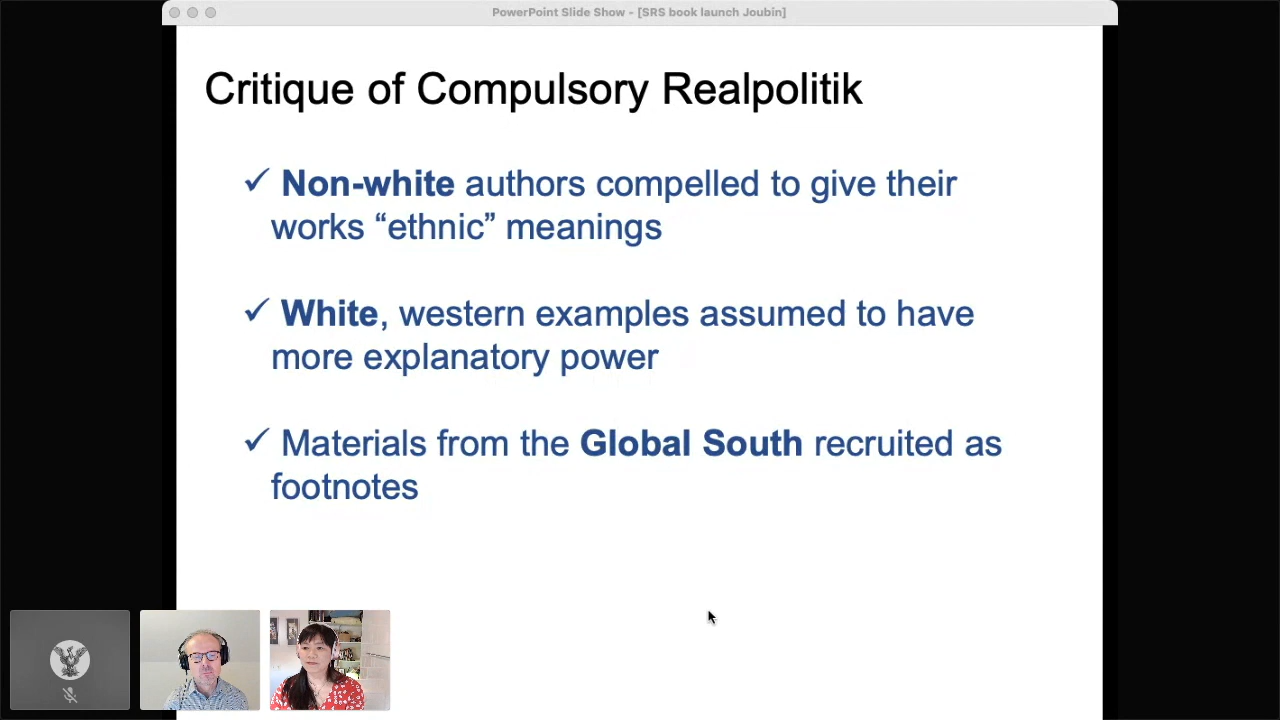 PowerPoint Slide Show - [SRS book launch Joubin]
Critique of Compulsory Realpolitik
✓ Non-white authors compelled to give their
works “ethnic” meanings
✓ White, western examples assumed to have
more explanatory power
✓ Materials from the Global South recruited as
footnotes